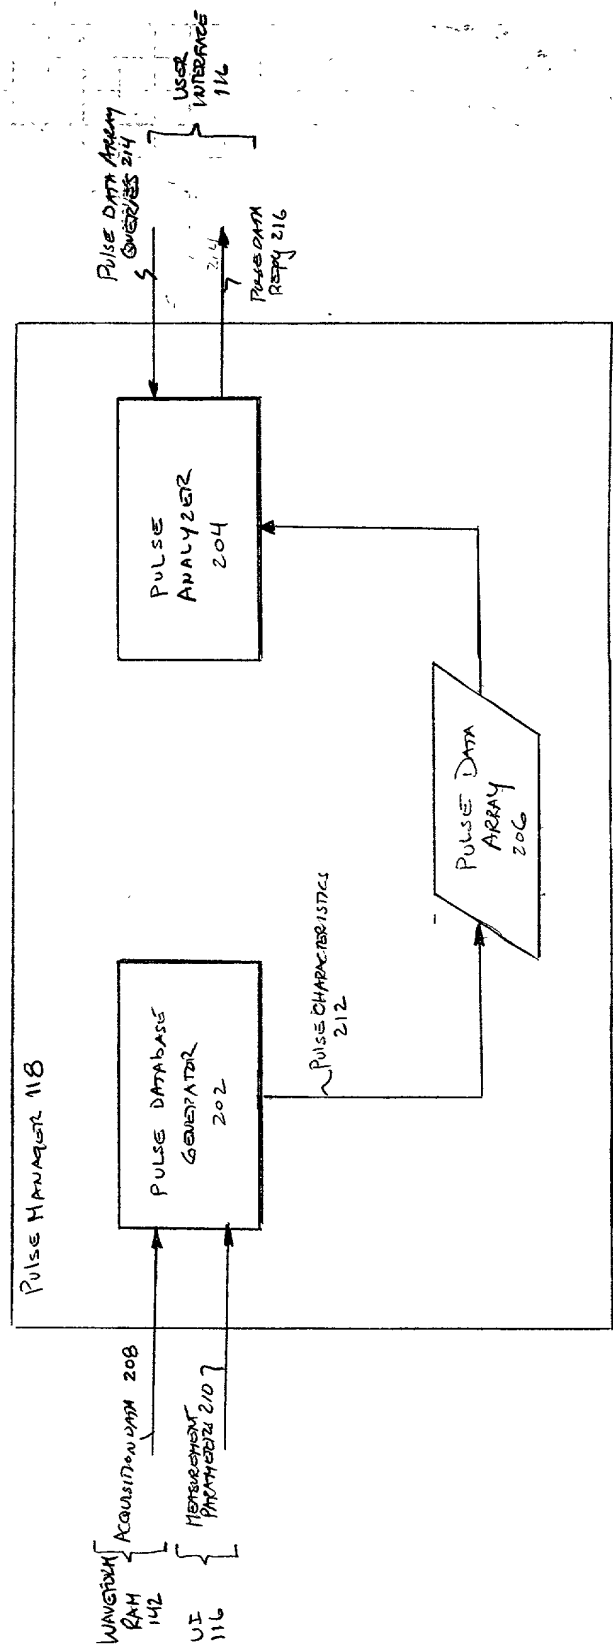 PULSE MANAGER 118
WAVEFORM
RAM
142
ACQUISITION DATA 208
UI
116
MEASUREMENT
PARAMETERS 210
PULSE DATABASE
GENERATOR
202
PULSE CHARACTERISTICS
212
PULSE DATA
ARRAY
206
PULSE
ANALYZER
204
PULSE DATA ARRAY
QUERIES 214
214
PULSE DATA
REPLY 216
USER
INTERFACE
116